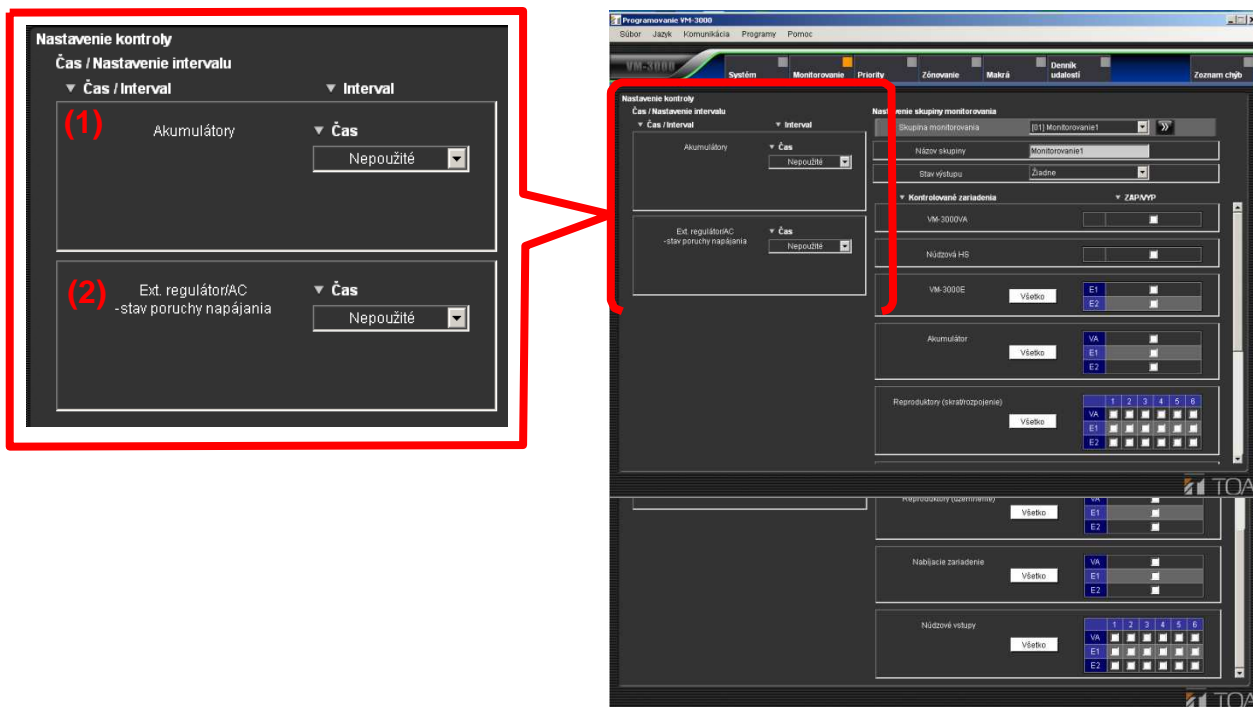 Nastavenie kontroly
Čas / Nastavenie intervalu
▼ Čas / Interval ▼ Interval
(1) Akumulátory ▼ Čas
Nepoužité
(2) Ext. regulátor/AC ▼ Čas
-stav poruchy napájania Nepoužité
Programovanie VM-3000
Súbor Jazyk Komunikácia Programy Pomoc
VM-3000 Systém Monitorovanie Priority Zónovanie Makrá Denník udalostí Zoznam chýb
Nastavenie kontroly
Čas / Nastavenie intervalu
▼ Čas / Interval ▼ Interval
Akumulátory ▼ Čas
Nepoužité
Ext. regulátor/AC ▼ Čas
-stav poruchy napájania Nepoužité
Nastavenie skupiny monitorovania
Skupina monitorovania [01] Monitorovanie1
Názov skupiny Monitorovanie1
Stav výstupu Žiadne
▼ Kontrolované zariadenia ▼ ZAP/VYP
VM-3000VA
Núdzová HS
VM-3000E Všetko E1
E2
Akumulátor VA
Všetko E1
E2
Reproduktory (skrat/rozpojenie) 1 2 3 4 5 6
VA
Všetko E1
E2
TOA
Reproduktory (uzemnenie) VA
Všetko E1
E2
Nabíjacie zariadenie VA
Všetko E1
E2
Núdzové vstupy 1 2 3 4 5 6
VA
Všetko E1
E2
TOA